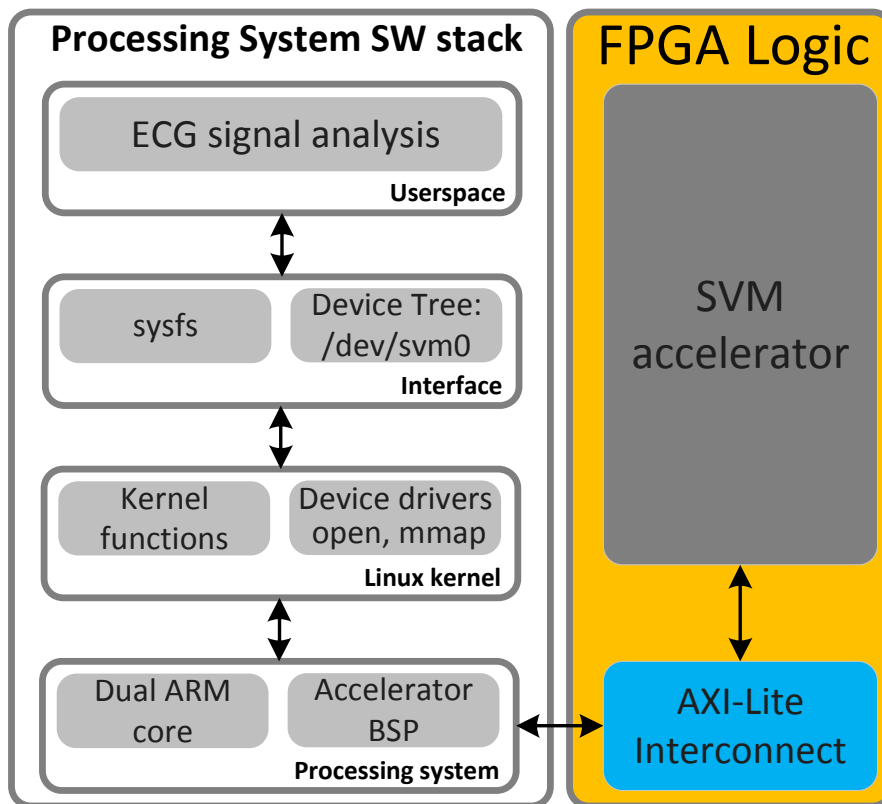 Processing System SW stack
ECG signal analysis
Userspace
sysfs
Device Tree:
/dev/svm0
Interface
Kernel
functions
Device drivers
open, mmap
Linux kernel
Dual ARM
core
Accelerator
BSP
Processing system
FPGA Logic
SVM
accelerator
AXI-Lite
Interconnect